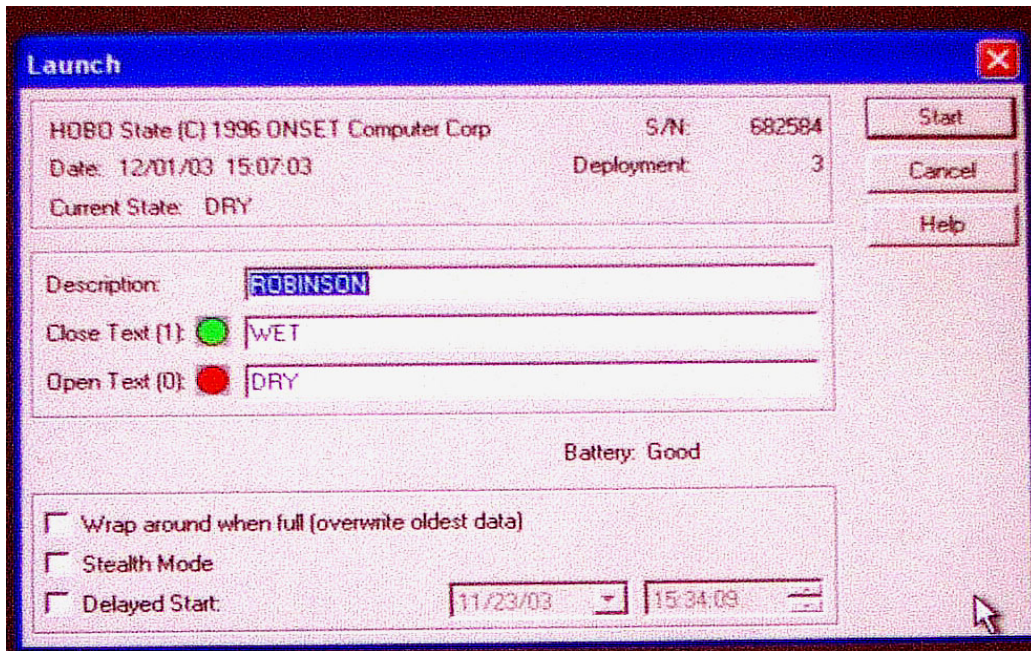 Launch
HOBO State (C) 1996 ONSET Computer Corp S/N: 682584
Date: 12/01/03 15:07:03 Deployment: 3
Current State: DRY
Start
Cancel
Help
Description: ROBINSON
Close Text (1): WET
Open Text (0): DRY
Battery: Good
Wrap around when full (overwrite oldest data)
Stealth Mode
Delayed Start: 11/23/03 15:34:09